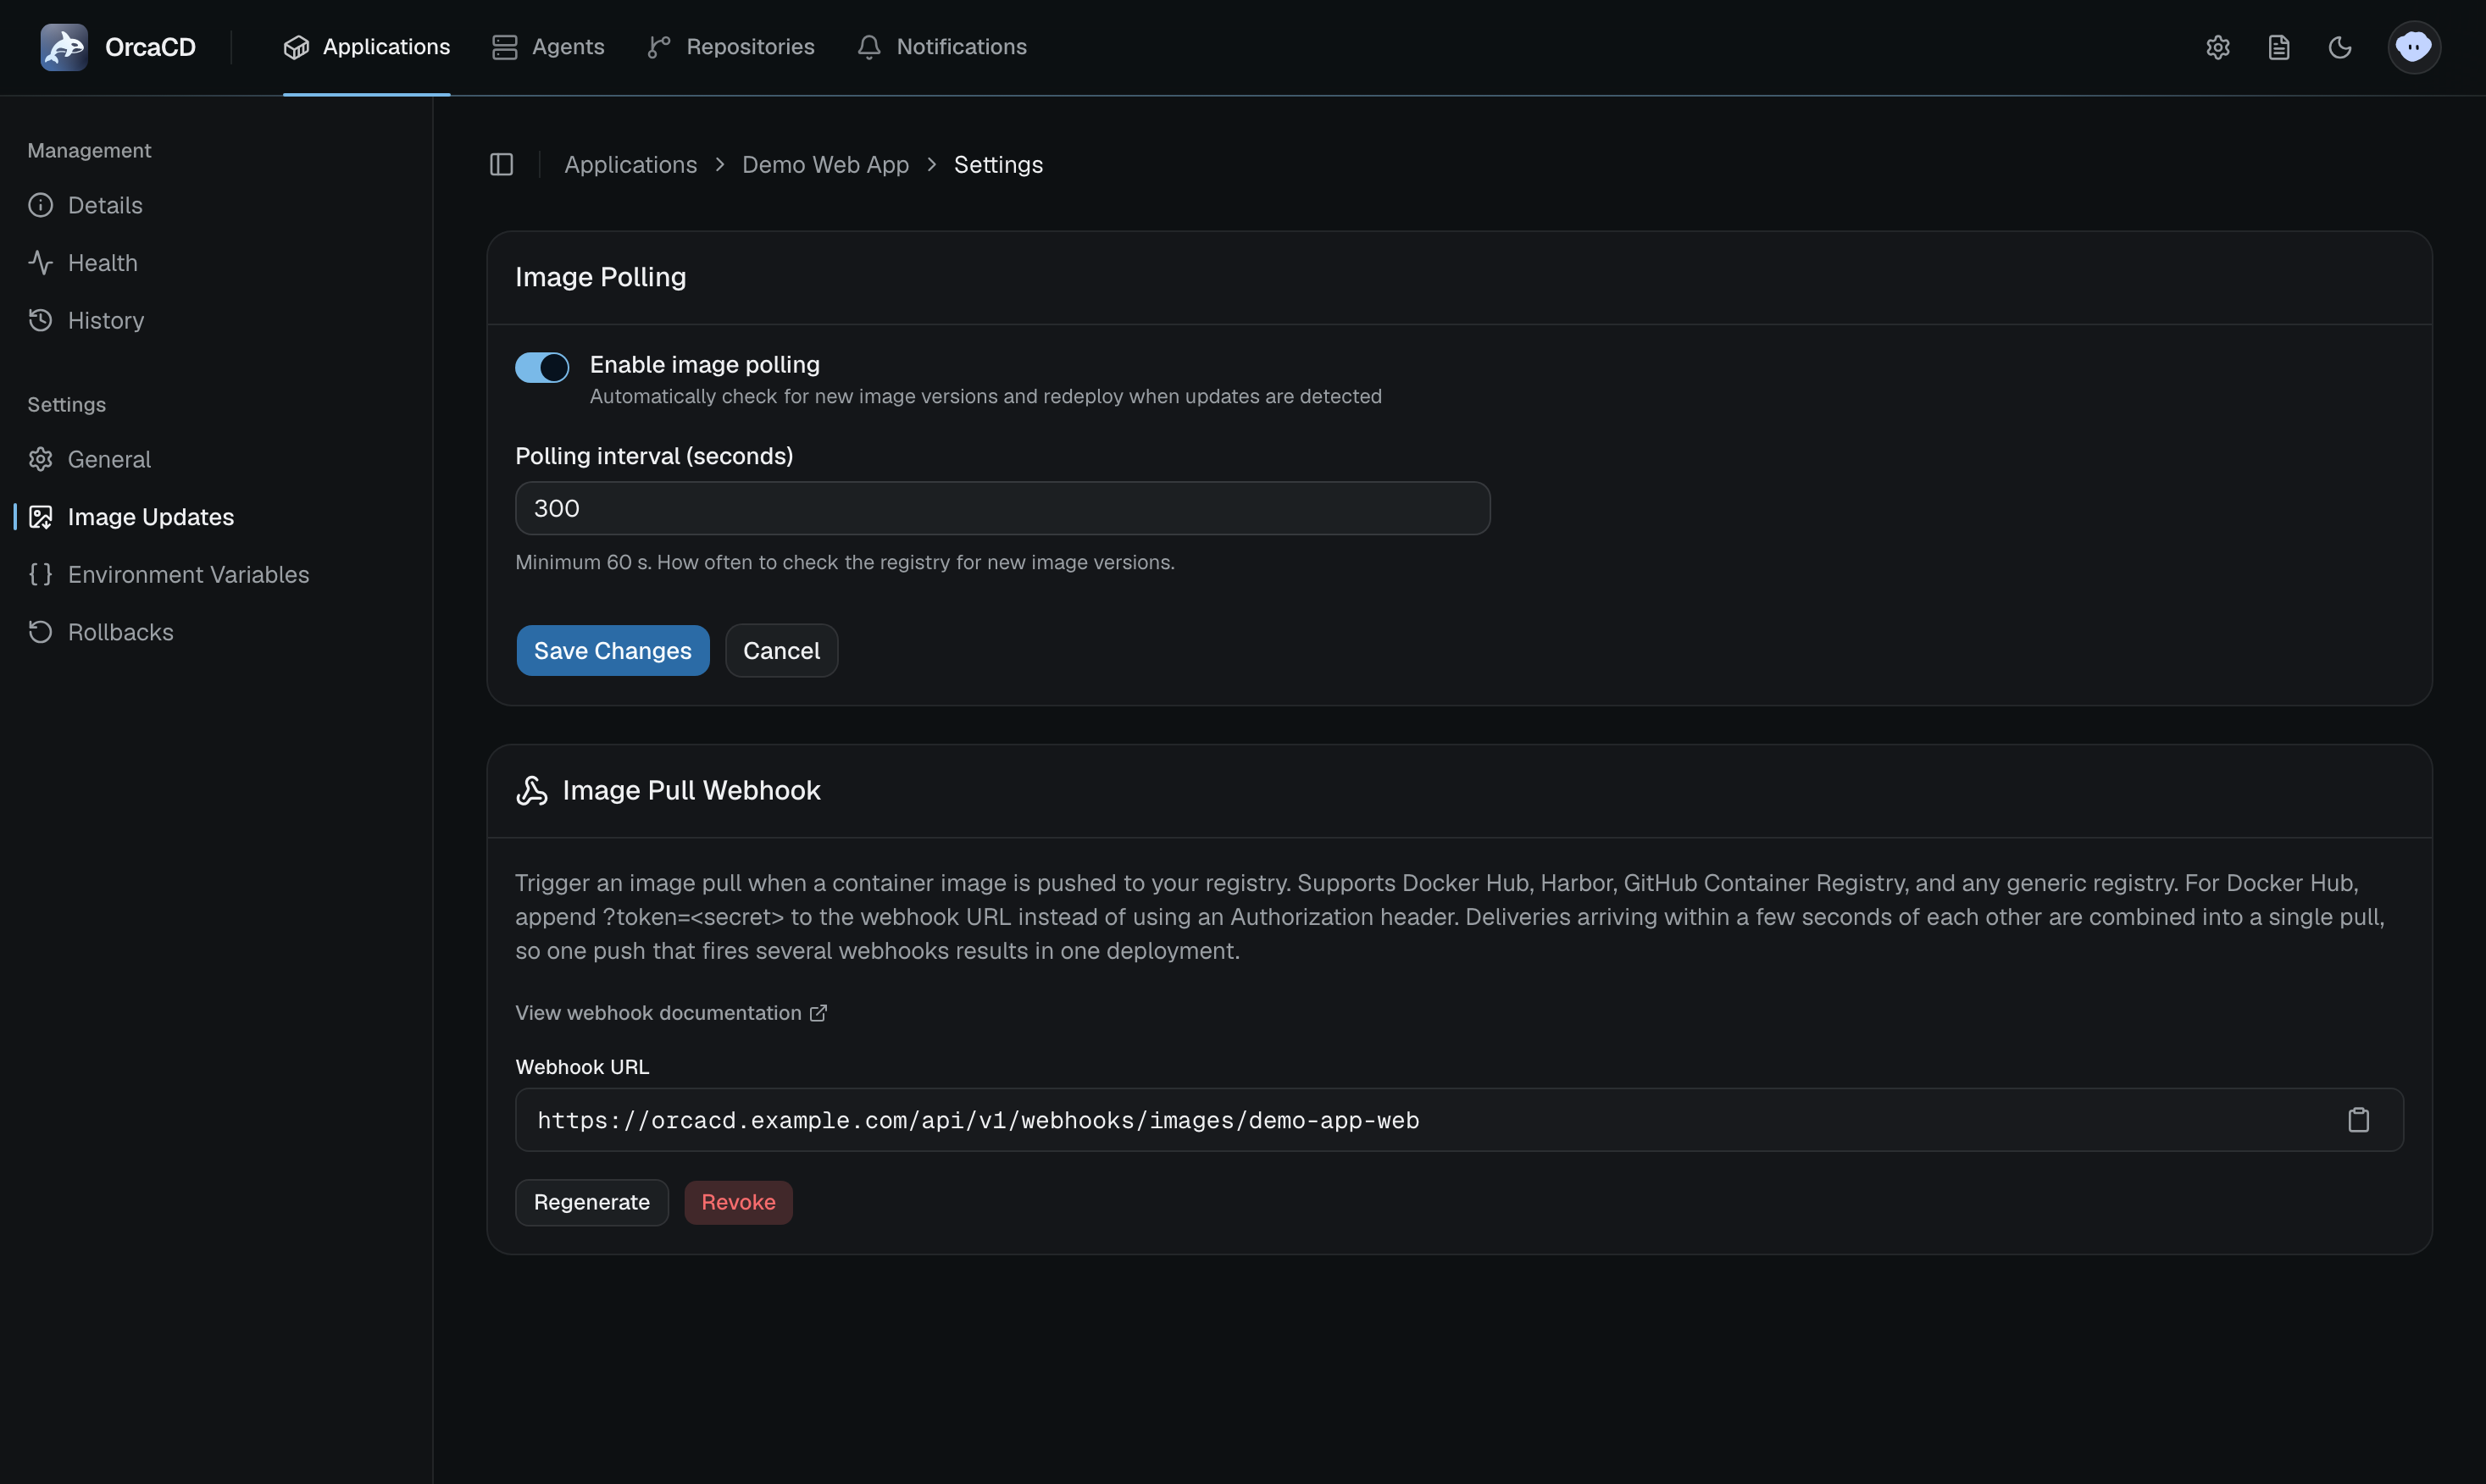 OrcaCD
Applications
Agents
Repositories
Notifications
Management
Details
Health
History
Settings
General
Image Updates
Environment Variables
Rollbacks
Applications > Demo Web App > Settings
Image Polling
Enable image polling
Automatically check for new image versions and redeploy when updates are detected
Polling interval (seconds)
300
Minimum 60 s. How often to check the registry for new image versions.
Save Changes
Cancel
Image Pull Webhook
Trigger an image pull when a container image is pushed to your registry. Supports Docker Hub, Harbor, GitHub Container Registry, and any generic registry. For Docker Hub,
append ?token=<secret> to the webhook URL instead of using an Authorization header. Deliveries arriving within a few seconds of each other are combined into a single pull,
so one push that fires several webhooks results in one deployment.
View webhook documentation
Webhook URL
https://orcacd.example.com/api/v1/webhooks/images/demo-app-web
Regenerate
Revoke